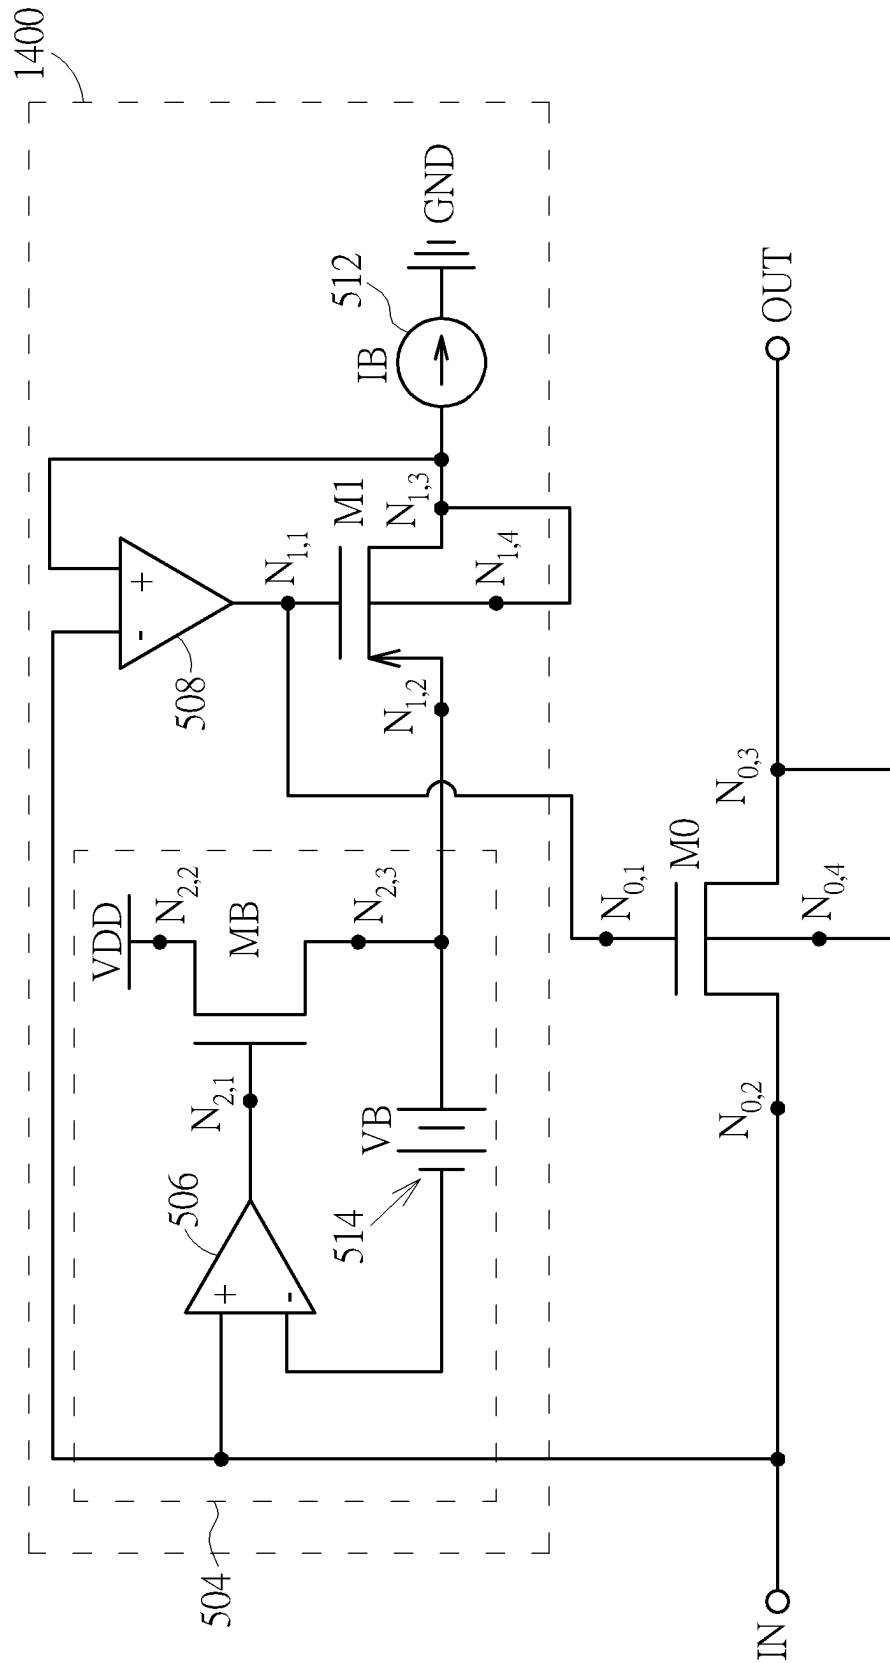 1400
GND
512
IB
OUT
+
-
508
N1,1
M1
N1,3
N1,4
N1,2
N0,3
M0
N0,1
N0,4
N0,2
VDD
N2,2
MB
N2,3
N2,1
506
+
-
VB
514
504
IN